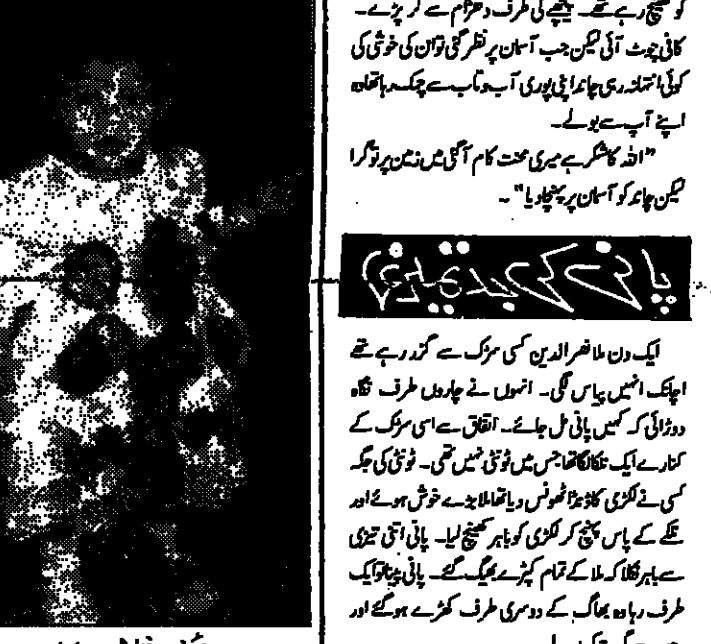 کو کھینچ رہے تھے۔ پیچھے کی طرف دھڑام سے گر پڑے۔
کافی چوٹ آئی لیکن جب آسمان پر نظر گئی تو ان کی خوشی کی
کوئی انتہا نہ رہی چاند اپنی پوری آب و تاب سے چمک رہا تھا وہ
اپنے آپ سے بولے۔
"اللہ کا شکر ہے میری محنت کام آگئی میں زمین پر تو گرا
لیکن چاند کو آسمان پر پہنچا دیا"۔
پانی کی بدتمیزی
ایک دن ملا نصر الدین کسی سڑک سے گزر رہے تھے
اچانک انہیں پیاس لگی۔ انہوں نے چاروں طرف نگاہ
دوڑائی کہ کہیں پانی مل جائے۔ اتفاق سے اسی سڑک کے
کنارے ایک نلکا لگا تھا جس میں ٹونٹی نہیں تھی۔ ٹونٹی کی جگہ
کسی نے لکڑی کا ڈنڈا ٹھونس دیا تھا ملا بڑے خوش ہوئے اور
نلکے کے پاس پہنچ کر لکڑی کو باہر کھینچ لیا۔ پانی اتنی تیزی
سے باہر نکلا کہ ملا کے تمام کپڑے بھیگ گئے۔ پانی پینا تو ایک
طرف رہا وہ بھاگ کے دوسری طرف کھڑے ہو گئے اور